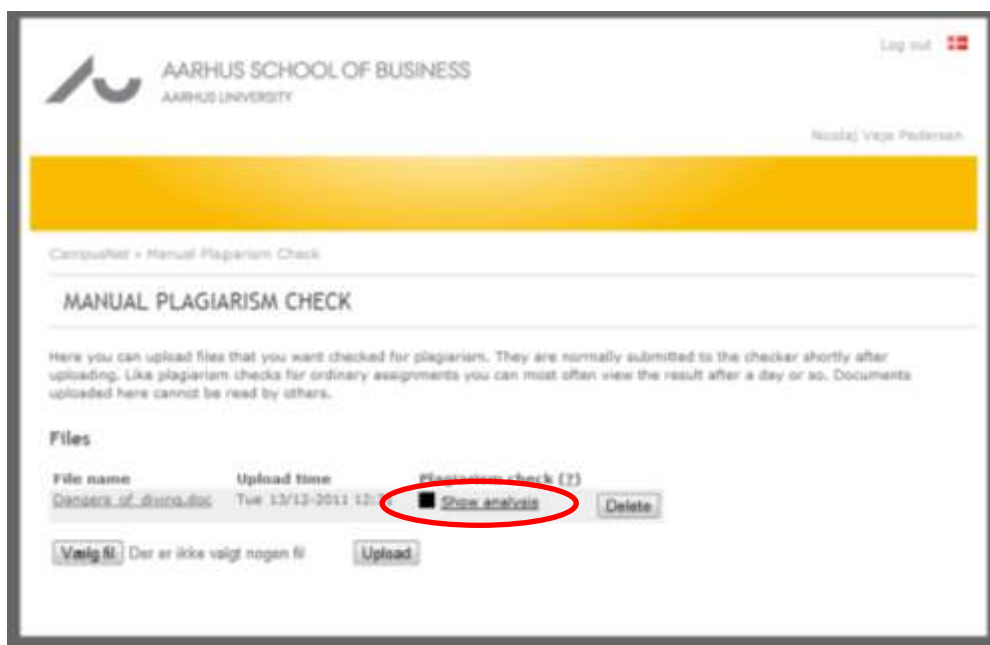 Log out
AARHUS SCHOOL OF BUSINESS
AARHUS UNIVERSITY
Nicolaj Veje Pedersen
CampusNet » Manual Plagiarism Check
MANUAL PLAGIARISM CHECK
Here you can upload files that you want checked for plagiarism. They are normally submitted to the checker shortly after
uploading. Like plagiarism checks for ordinary assignments you can most often view the result after a day or so. Documents
uploaded here cannot be read by others.
Files
File name Upload time Plagiarism check (?)
Dangers of diving.doc Tue 13/12-2011 Show analysis Delete
Vælg fil Der er ikke valgt nogen fil Upload